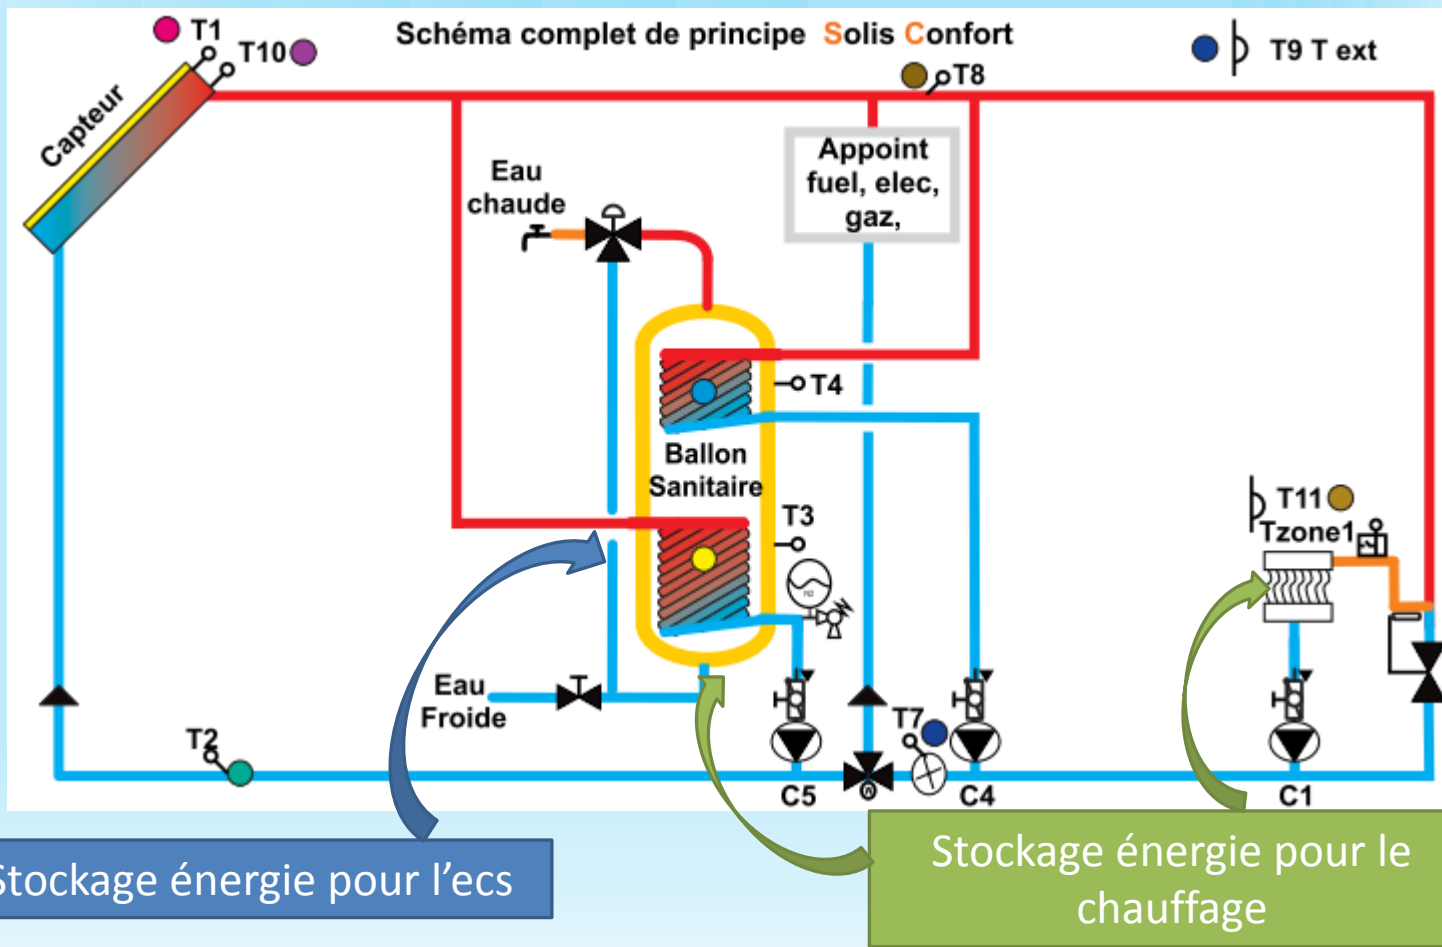 Schéma complet de principe Solis Confort
T1
T10
T8
T9 T ext
Capteur
Appoint
fuel, elec,
gaz,
Eau
chaude
T4
Ballon
Sanitaire
T3
T11
Tzone1
Eau
Froide
T7
T2
C5
C4
C1
Stockage énergie pour l'ecs
Stockage énergie pour le
chauffage